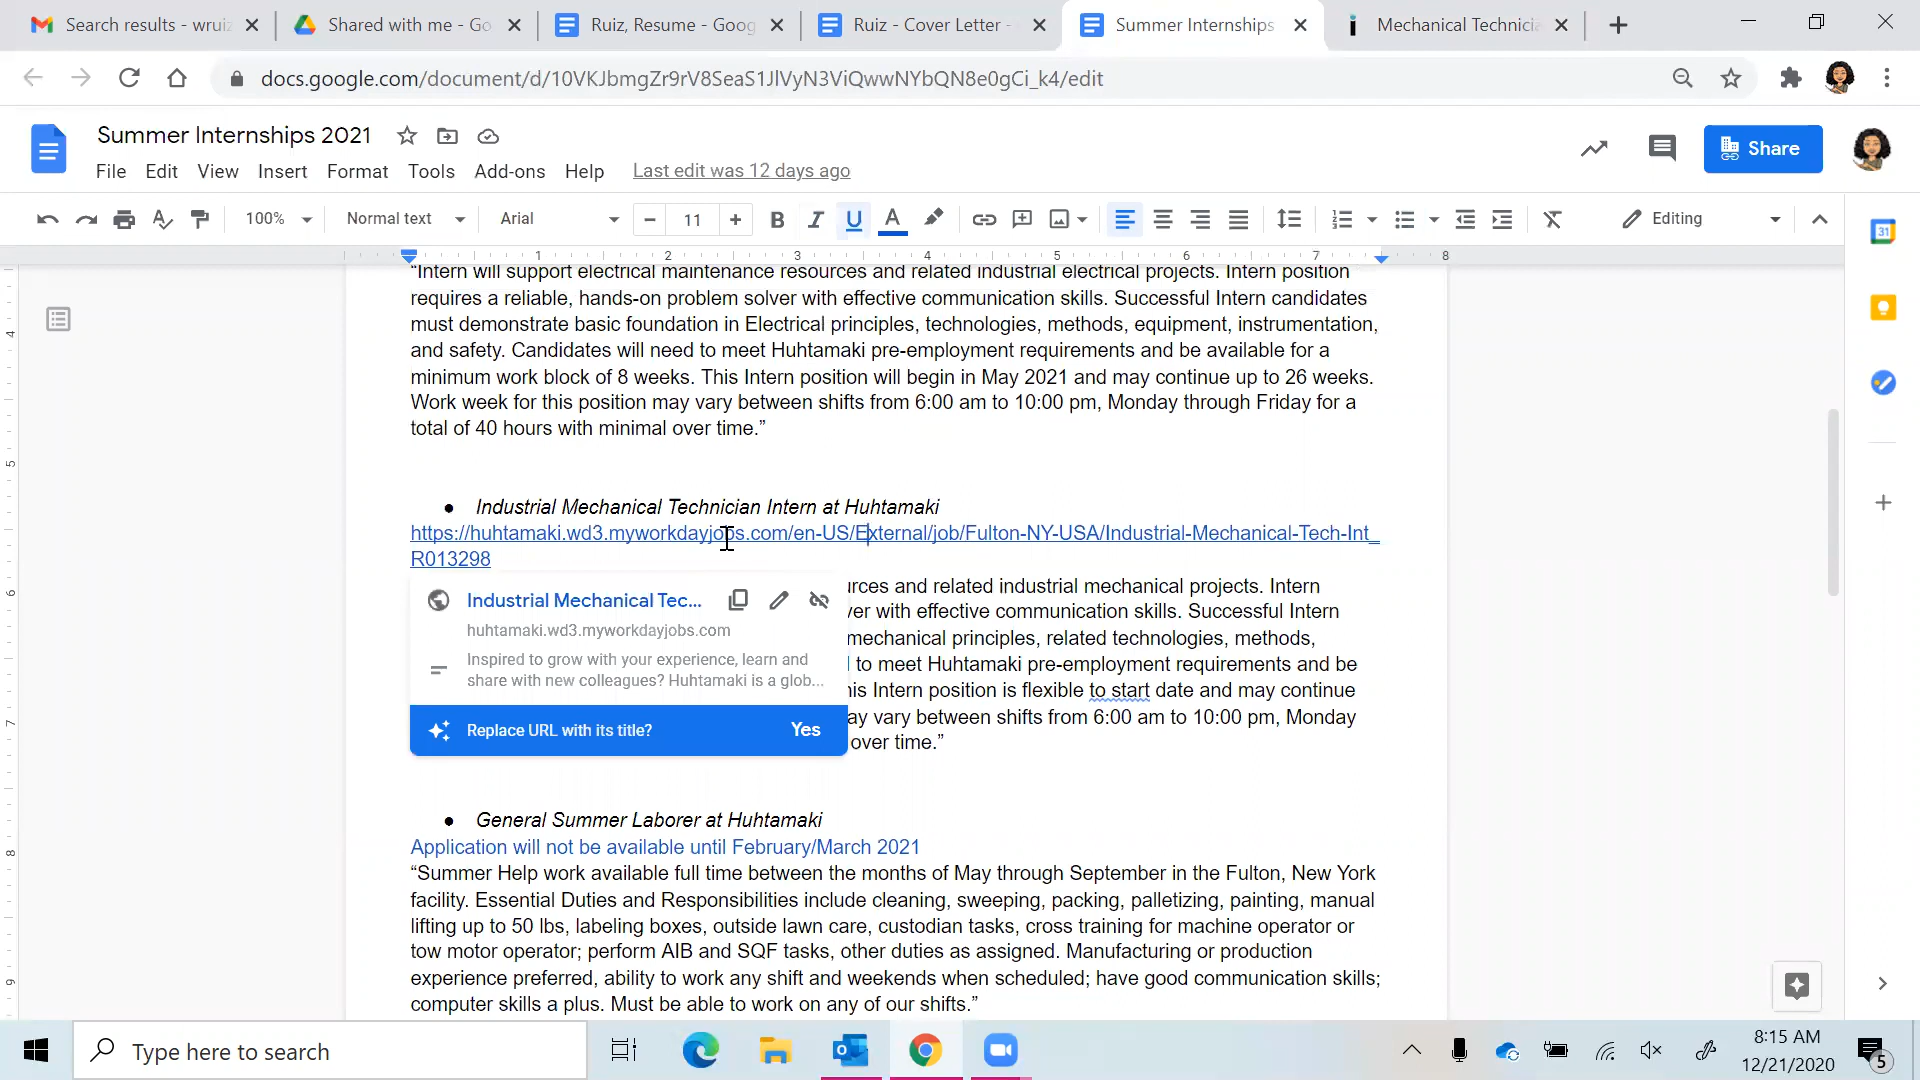 Search results - wruiz
Shared with me - Go
Ruiz, Resume - Goog
Ruiz - Cover Letter -
Summer Internships
Mechanical Technicia
docs.google.com/document/d/10VKJbmgZr9rV8SeaS1JlVyN3ViQwwNYbQN8e0gCi_k4/edit
Summer Internships 2021
File Edit View Insert Format Tools Add-ons Help Last edit was 12 days ago
Share
100% Normal text Arial 11 Editing
1 2 3 4 5 6 7 8
31
4
5
6
7
8
9
“Intern will support electrical maintenance resources and related industrial electrical projects. Intern position
requires a reliable, hands-on problem solver with effective communication skills. Successful Intern candidates
must demonstrate basic foundation in Electrical principles, technologies, methods, equipment, instrumentation,
and safety. Candidates will need to meet Huhtamaki pre-employment requirements and be available for a
minimum work block of 8 weeks. This Intern position will begin in May 2021 and may continue up to 26 weeks.
Work week for this position may vary between shifts from 6:00 am to 10:00 pm, Monday through Friday for a
total of 40 hours with minimal over time.”
● Industrial Mechanical Technician Intern at Huhtamaki
https://huhtamaki.wd3.myworkdayjobs.com/en-US/External/job/Fulton-NY-USA/Industrial-Mechanical-Tech-Int_
R013298
Industrial Mechanical Tec...
huhtamaki.wd3.myworkdayjobs.com
Inspired to grow with your experience, learn and
share with new colleagues? Huhtamaki is a glob...
Replace URL with its title? Yes
urces and related industrial mechanical projects. Intern
ver with effective communication skills. Successful Intern
mechanical principles, related technologies, methods,
to meet Huhtamaki pre-employment requirements and be
his Intern position is flexible to start date and may continue
ay vary between shifts from 6:00 am to 10:00 pm, Monday
over time.”
● General Summer Laborer at Huhtamaki
Application will not be available until February/March 2021
“Summer Help work available full time between the months of May through September in the Fulton, New York
facility. Essential Duties and Responsibilities include cleaning, sweeping, packing, palletizing, painting, manual
lifting up to 50 lbs, labeling boxes, outside lawn care, custodian tasks, cross training for machine operator or
tow motor operator; perform AIB and SQF tasks, other duties as assigned. Manufacturing or production
experience preferred, ability to work any shift and weekends when scheduled; have good communication skills;
computer skills a plus. Must be able to work on any of our shifts.”
Type here to search
8:15 AM
12/21/2020
5